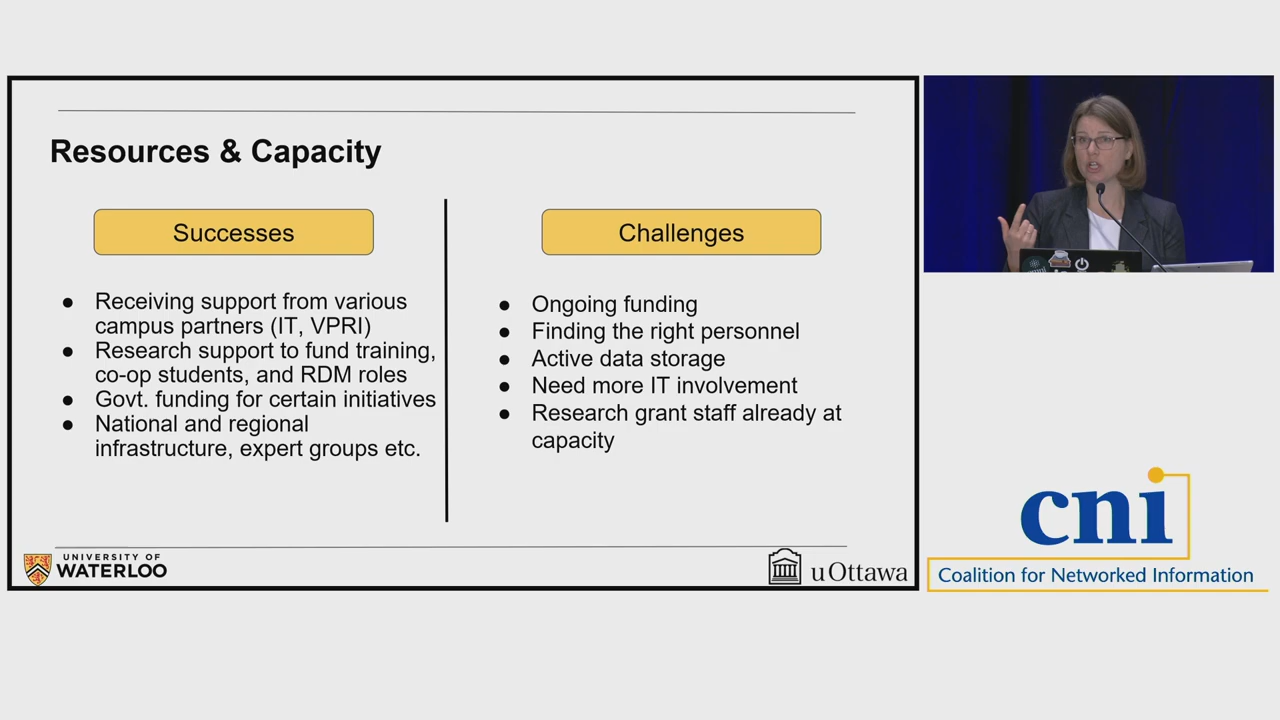 Resources & Capacity
Successes
● Receiving support from various
campus partners (IT, VPRI)
● Research support to fund training,
co-op students, and RDM roles
● Govt. funding for certain initiatives
● National and regional
infrastructure, expert groups etc.
Challenges
● Ongoing funding
● Finding the right personnel
● Active data storage
● Need more IT involvement
● Research grant staff already at
capacity
UNIVERSITY OF
WATERLOO
uOttawa
cni
Coalition for Networked Information